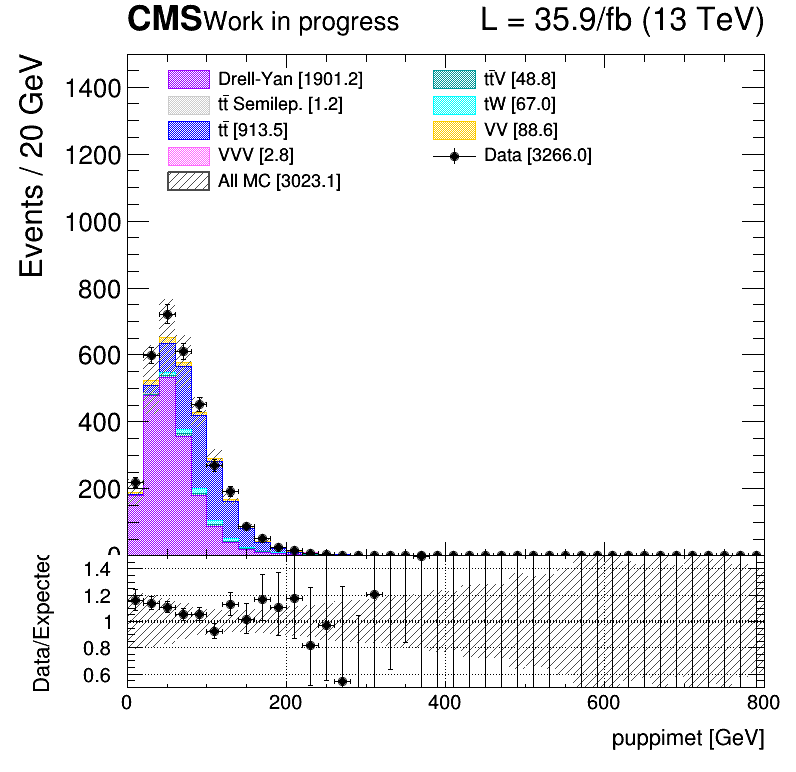 CMS Work in progress L = 35.9/fb (13 TeV)
Events / 20 GeV
1400
1200
1000
800
600
400
200
0
Drell-Yan [1901.2]
tt̄ Semilep. [1.2]
tt̄ [913.5]
VVV [2.8]
All MC [3023.1]
tt̄V [48.8]
tW [67.0]
VV [88.6]
Data [3266.0]
Data/Expected
1.4
1.2
1
0.8
0.6
0 200 400 600 800
puppimet [GeV]